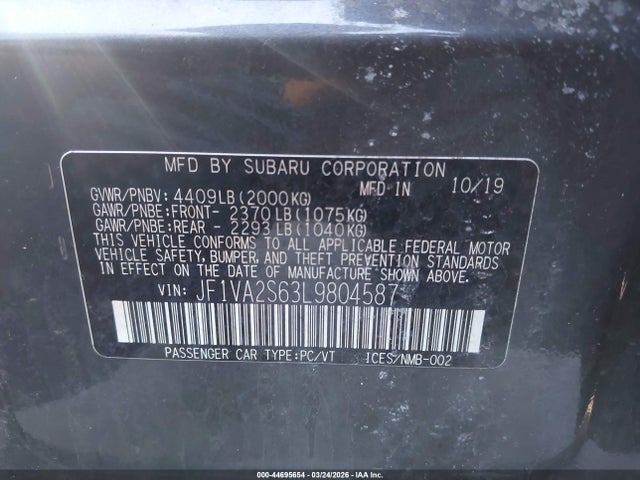 MFD BY SUBARU CORPORATION
GVWR/PNBV: 4409LB(2000KG) MFD IN 10/19
GAWR/PNBE:FRONT- 2370LB(1075KG)
GAWR/PNBE:REAR - 2293LB(1040KG)
THIS VEHICLE CONFORMS TO ALL APPLICABLE FEDERAL MOTOR
VEHICLE SAFETY, BUMPER, AND THEFT PREVENTION STANDARDS
IN EFFECT ON THE DATE OF MANUFACTURE SHOWN ABOVE.
VIN: JF1VA2S63L9804587
PASSENGER CAR TYPE:PC/VT ICES/NMB-002
000-44695654 | 03/24/2026 - IAA Inc.